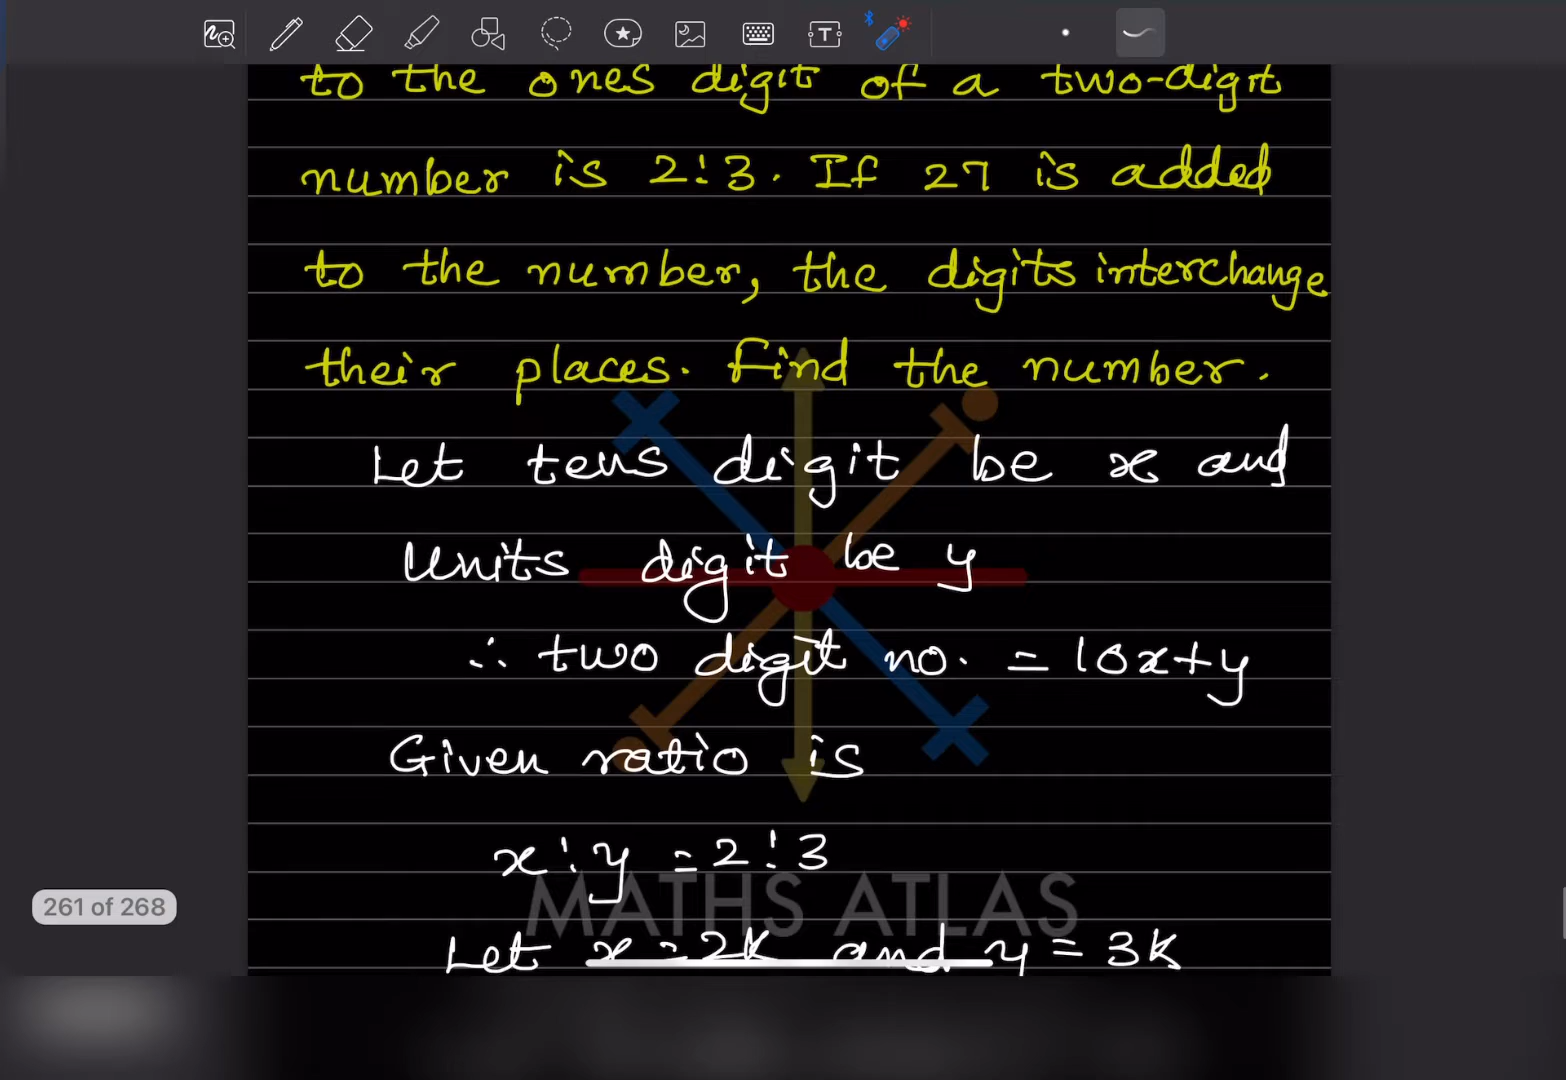 to the ones digit of a two-digit
number is 2:3. If 27 is added
to the number, the digits interchange
their places. Find the number.
Let tens digit be x and
Units digit be y
∴ two digit no. = 10x+y
Given ratio is
x:y = 2:3
MATHS ATLAS
261 of 268
Let x = 2k and y = 3k